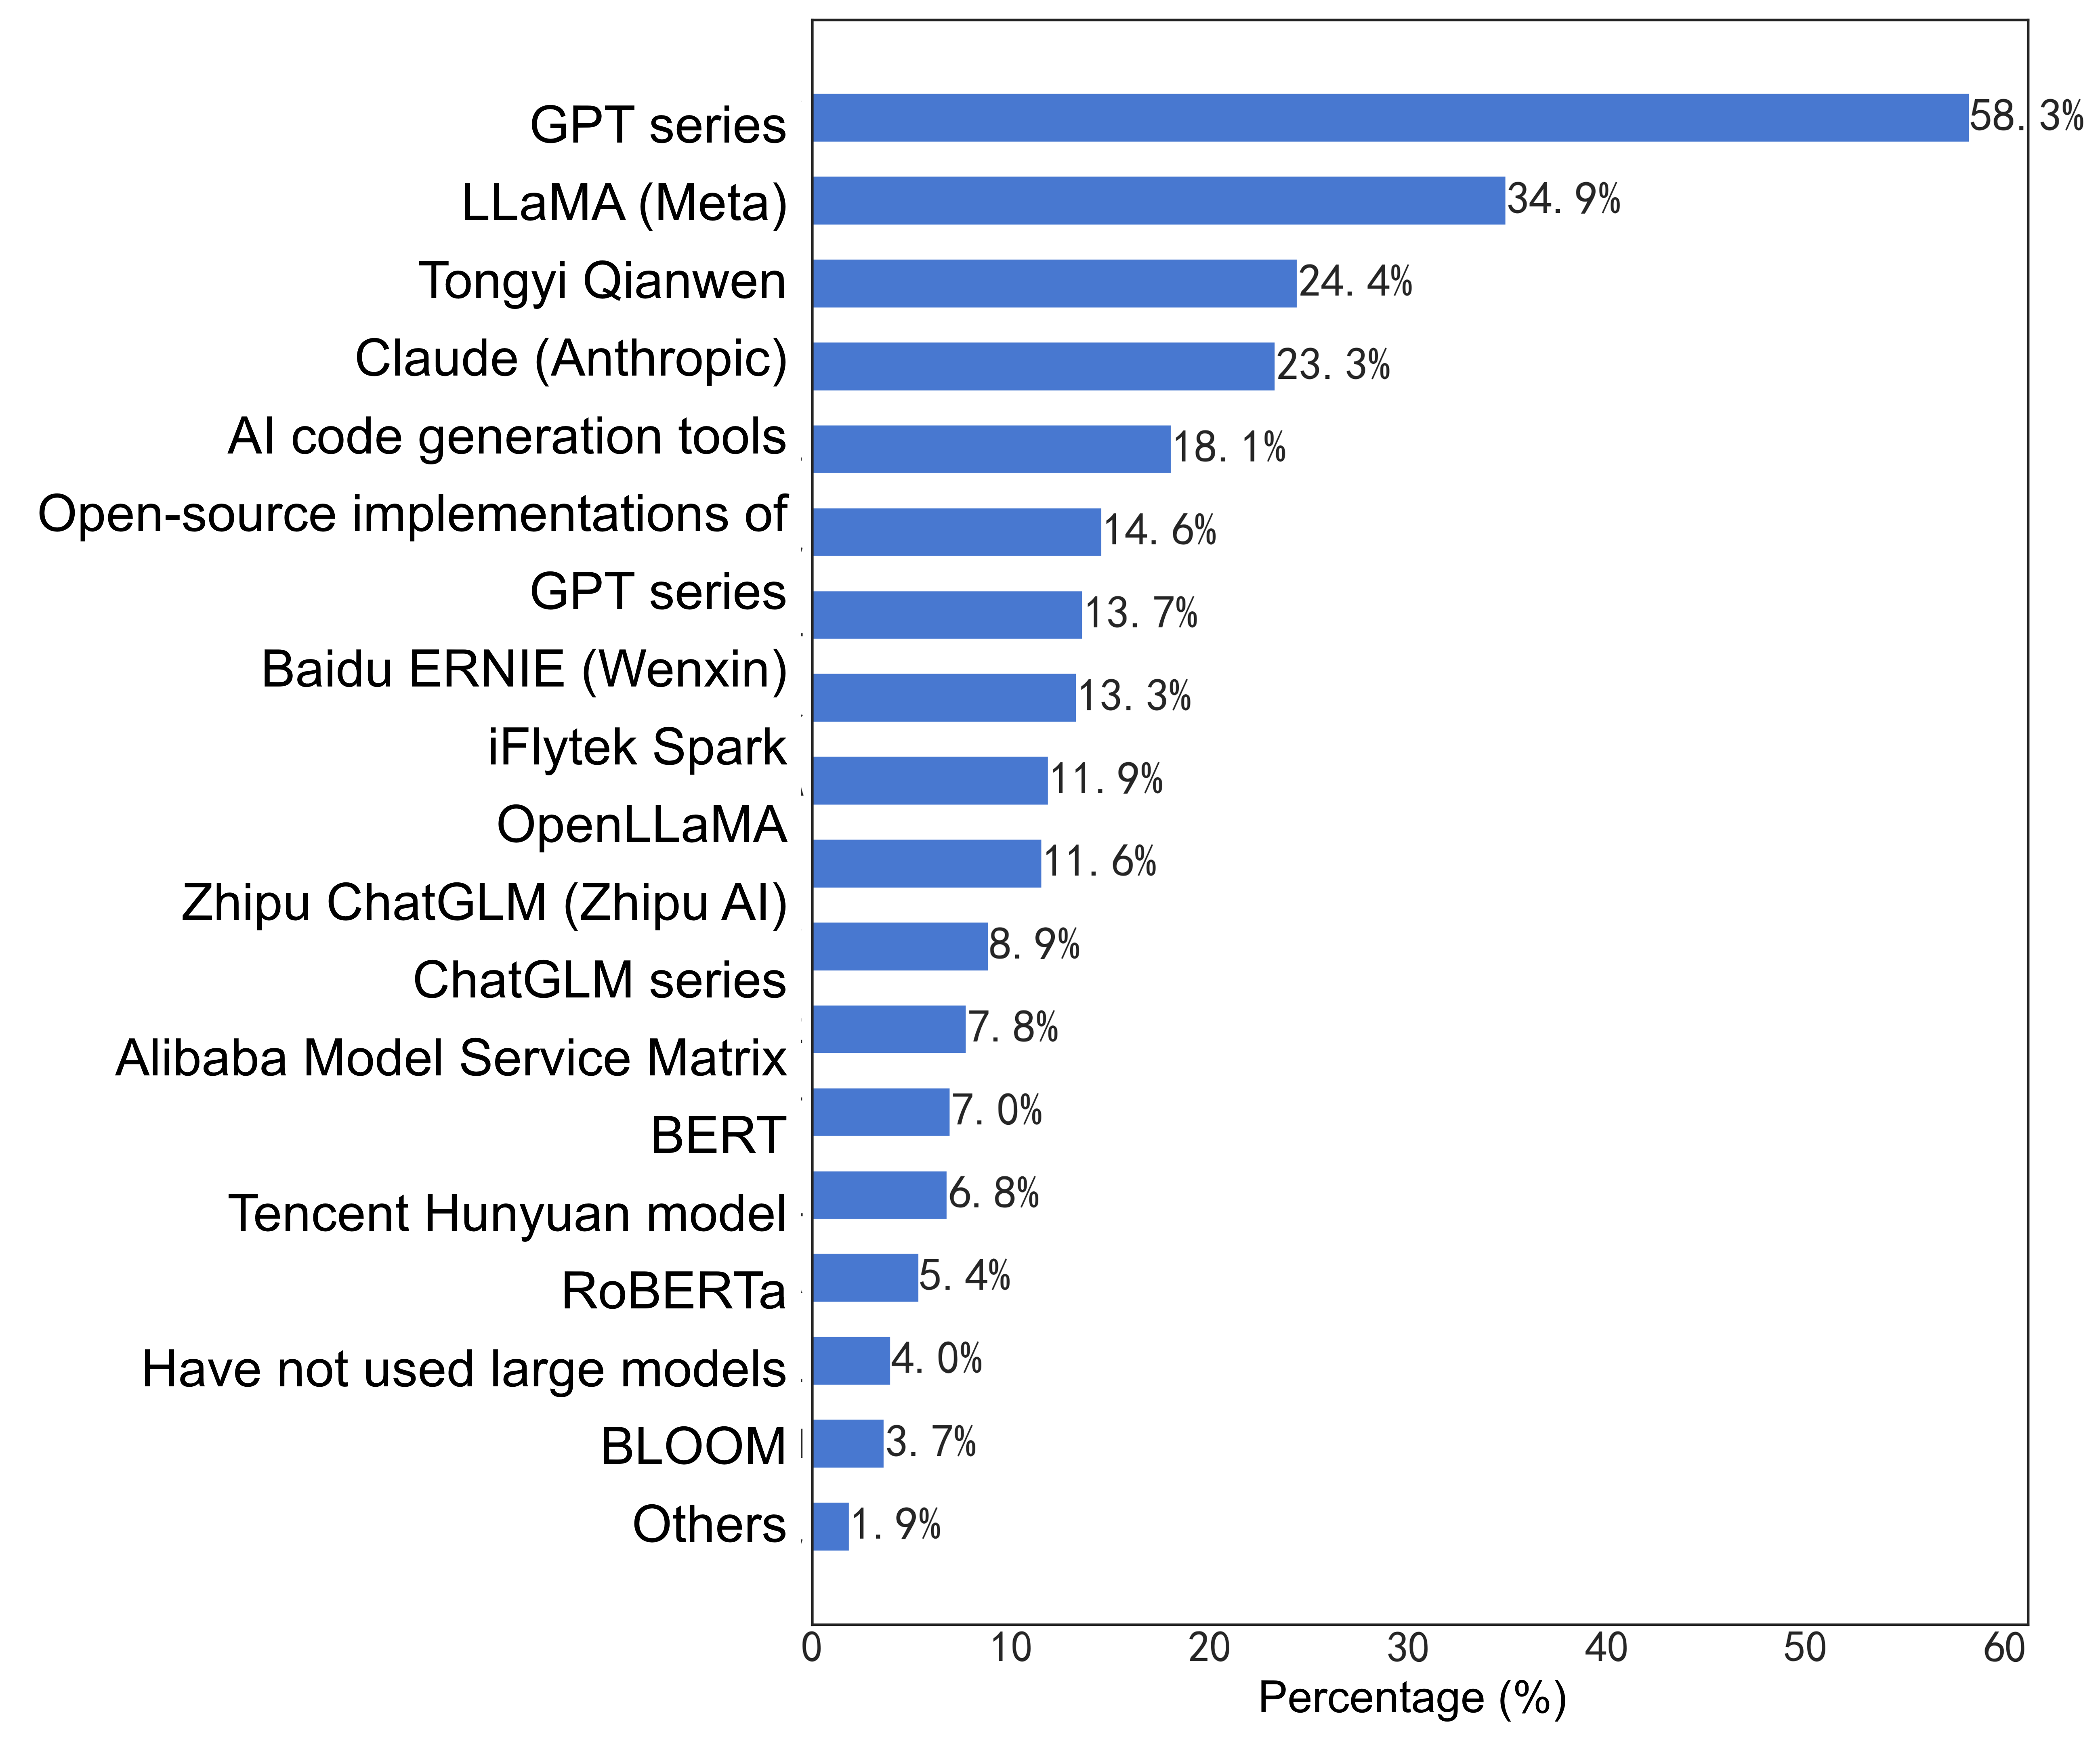 GPT series 58.3%
LLaMA (Meta) 34.9%
Tongyi Qianwen 24.4%
Claude (Anthropic) 23.3%
AI code generation tools 18.1%
Open-source implementations of 14.6%
GPT series 13.7%
Baidu ERNIE (Wenxin) 13.3%
iFlytek Spark 11.9%
OpenLLaMA 11.6%
Zhipu ChatGLM (Zhipu AI) 8.9%
ChatGLM series 7.8%
Alibaba Model Service Matrix 7.0%
BERT 6.8%
Tencent Hunyuan model 5.4%
RoBERTa 4.0%
Have not used large models 3.7%
BLOOM 1.9%
Others
0 10 20 30 40 50 60
Percentage (%)